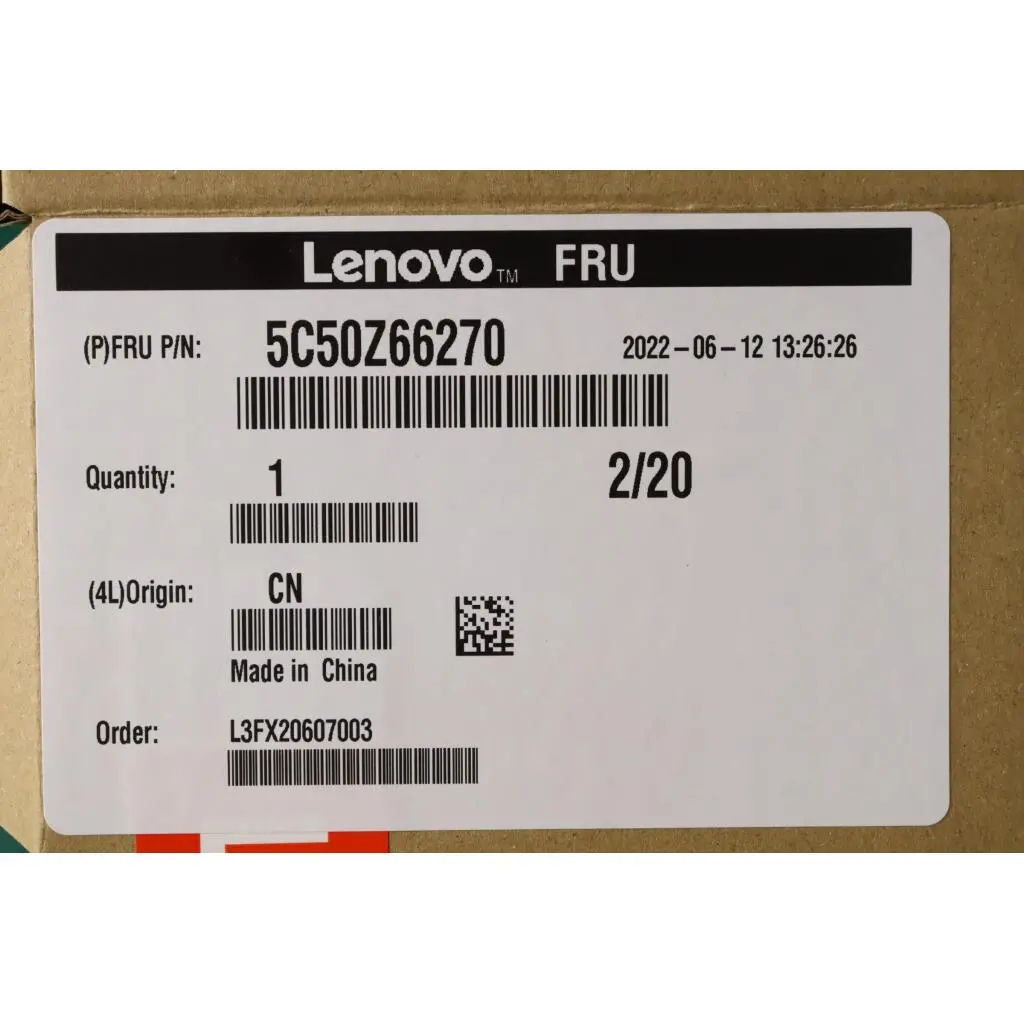 Lenovo™ FRU
(P)FRU P/N: 5C50Z66270 2022-06-12 13:26:26
Quantity: 1 2/20
(4L)Origin: CN
Made in China
Order: L3FX20607003